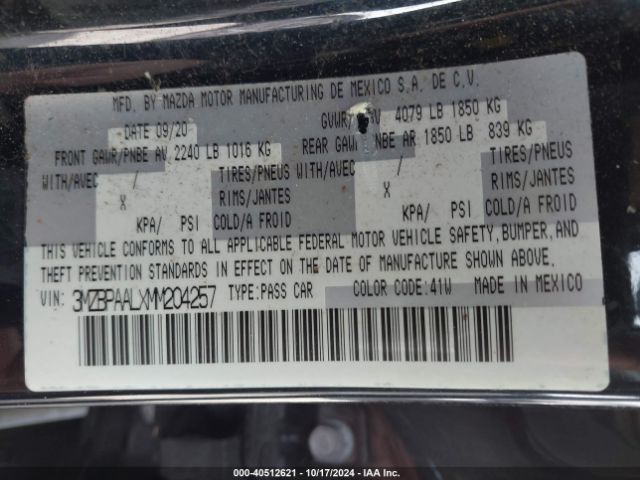 MFD. BY MAZDA MOTOR MANUFACTURING DE MEXICO S.A. DE C.V.
DATE 09/20 GVWR/ AV 4079 LB 1850 KG
FRONT GAWR/PNBE AV 2240 LB 1016 KG REAR GAWR/PNBE AR 1850 LB 839 KG
WITH/AVEC / TIRES/PNEUS WITH/AVEC / TIRES/PNEUS
X RIMS/JANTES X RIMS/JANTES
KPA/ PSI COLD/A FROID KPA/ PSI COLD/A FROID
THIS VEHICLE CONFORMS TO ALL APPLICABLE FEDERAL MOTOR VEHICLE SAFETY, BUMPER, AND
THEFT PREVENTION STANDARDS IN EFFECT ON THE DATE OF MANUFACTURE SHOWN ABOVE.
VIN: 3MZBPAALXMM204257 TYPE:PASS CAR COLOR CODE:41W MADE IN MEXICO
000-40512621 | 10/17/2024 | IAA Inc.